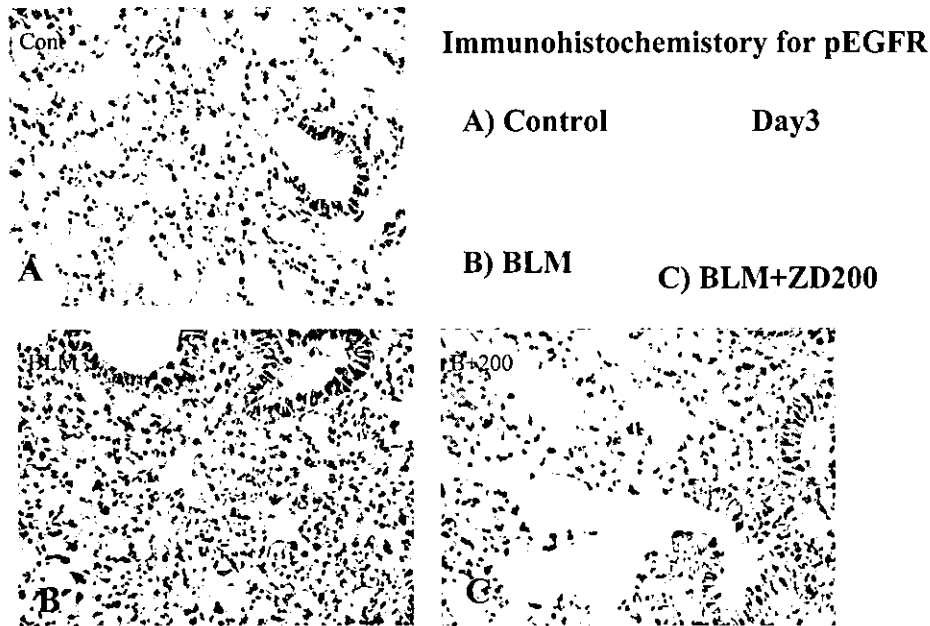 Cont
Immunohistochemistory for pEGFR
A) Control Day3
A
B) BLM C) BLM+ZD200
BLM
B+200
B
C